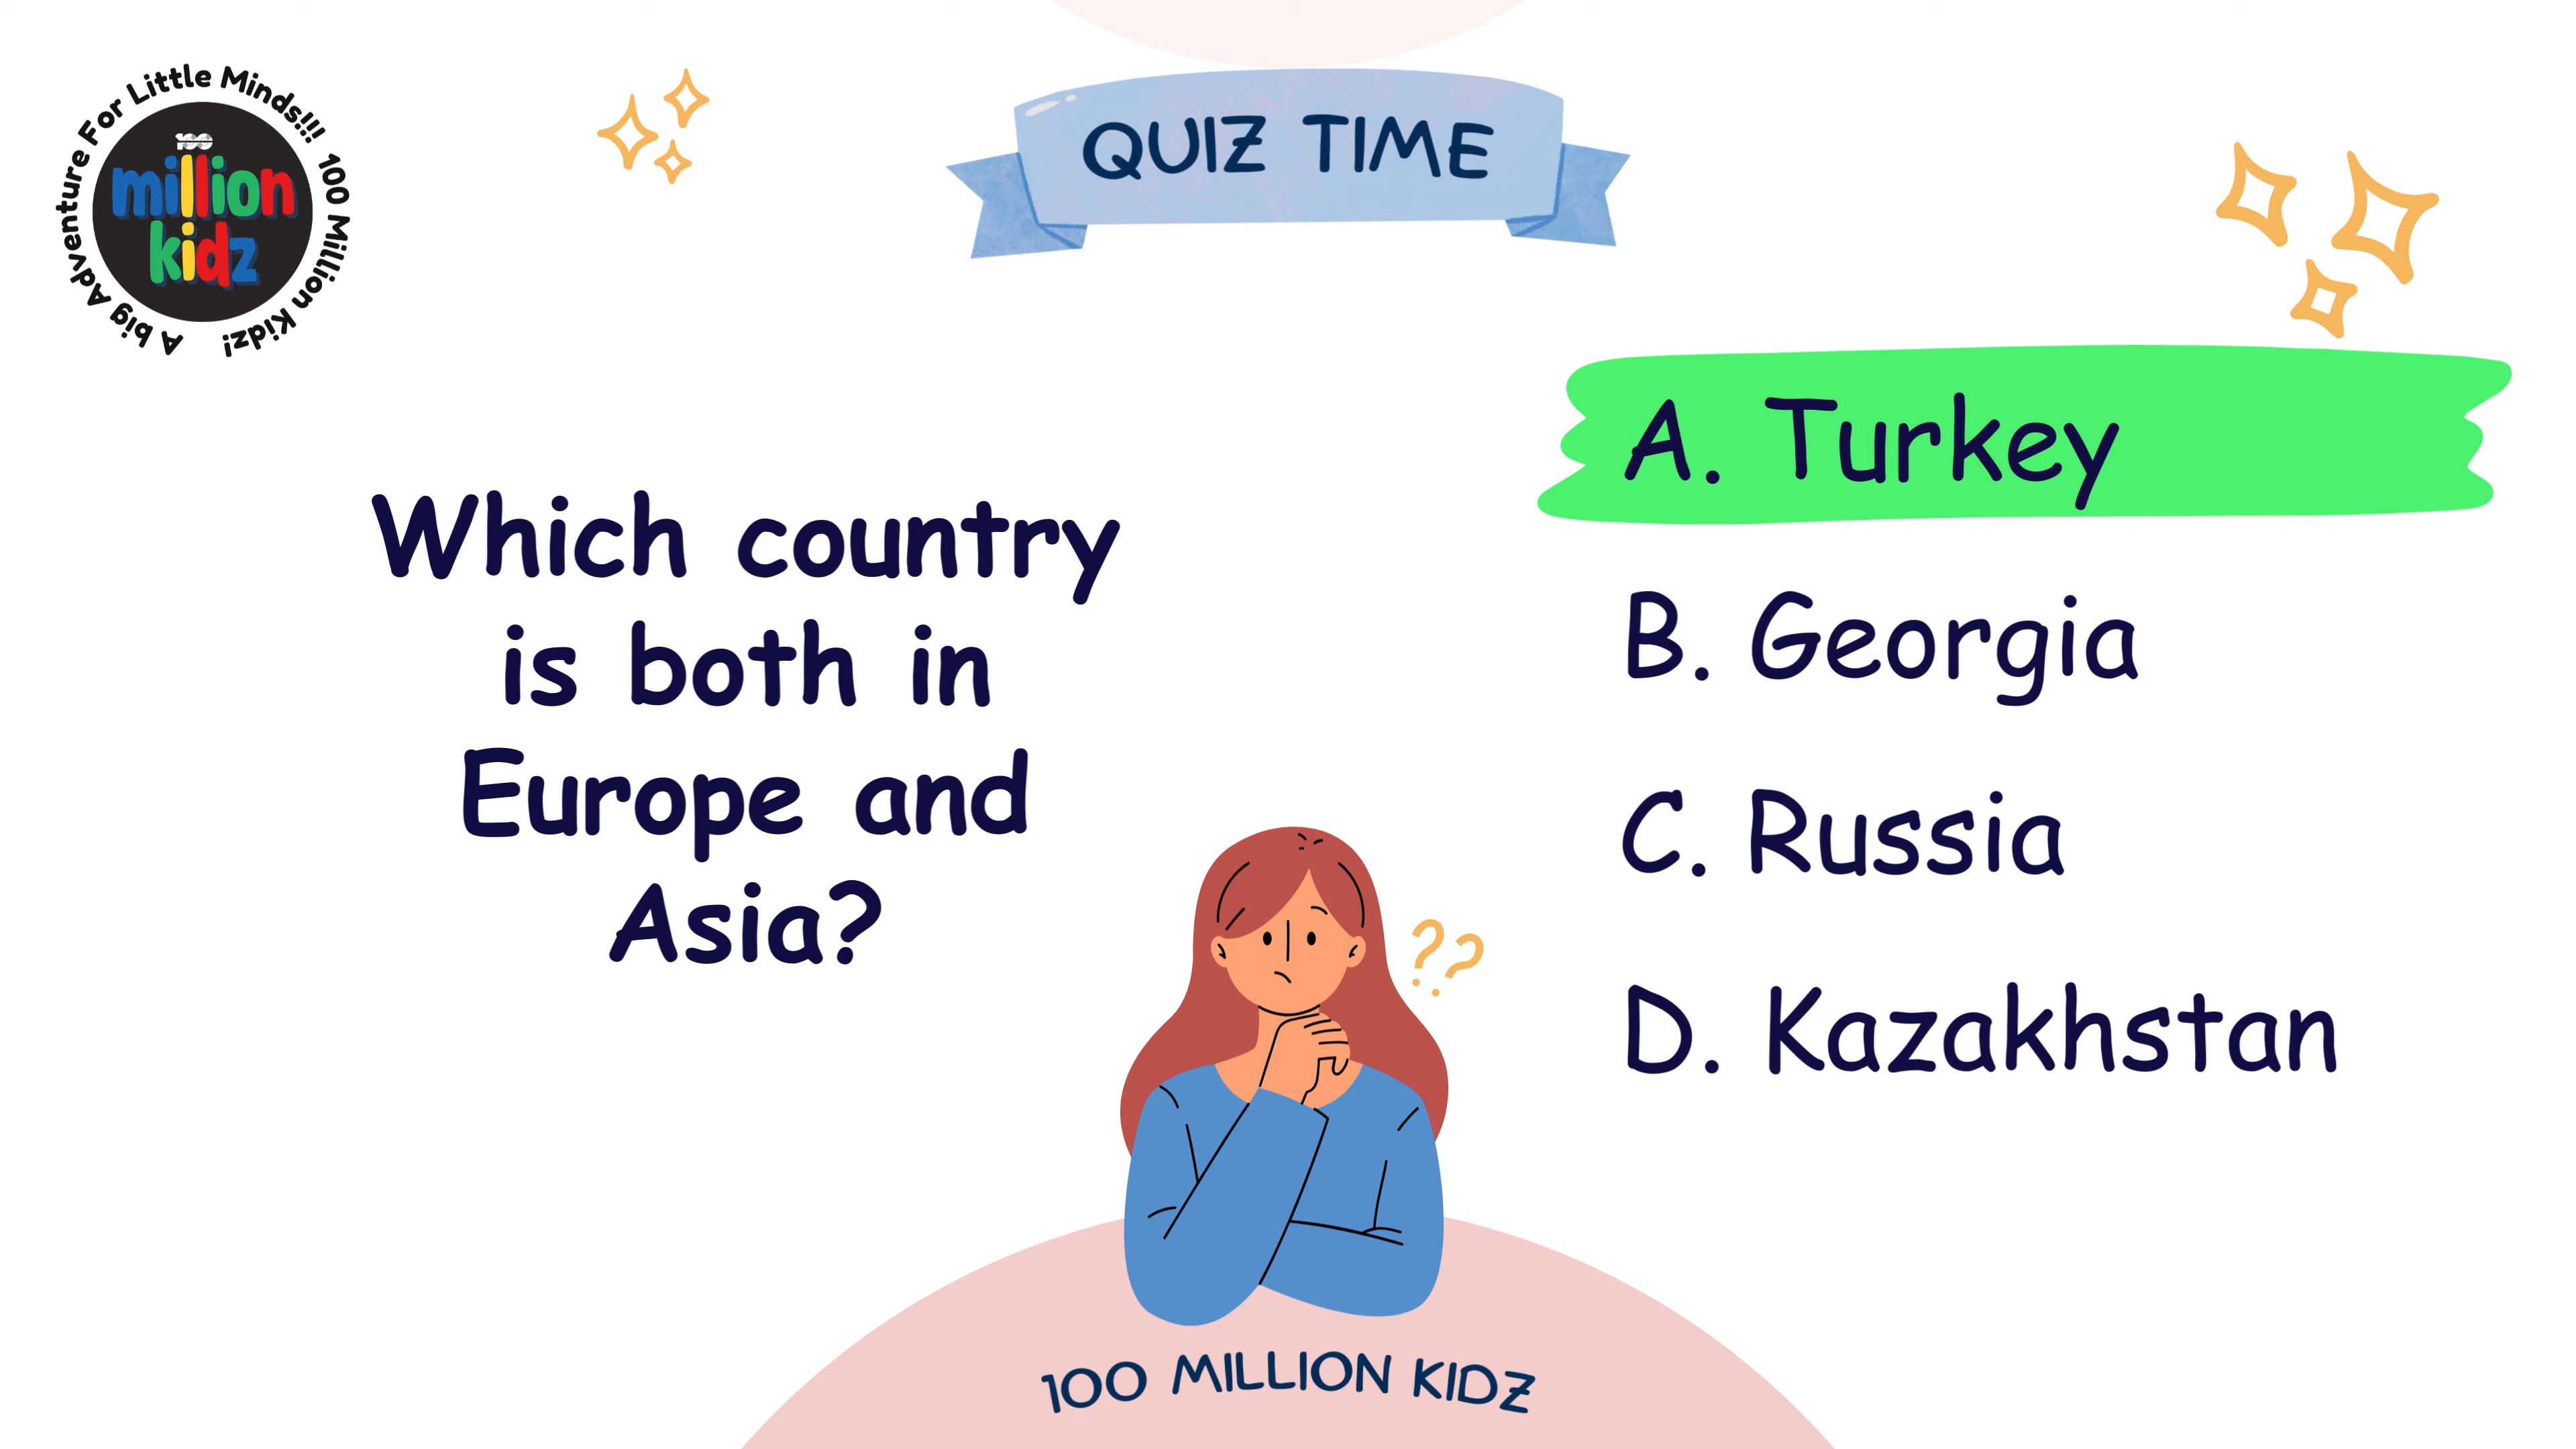 A big Adventure For Little Minds!!! 100 Million Kidz!
100
million
kidz
QUIZ TIME
Which country
is both in
Europe and
Asia?
A. Turkey
B. Georgia
C. Russia
D. Kazakhstan
??
100 MILLION KIDZ